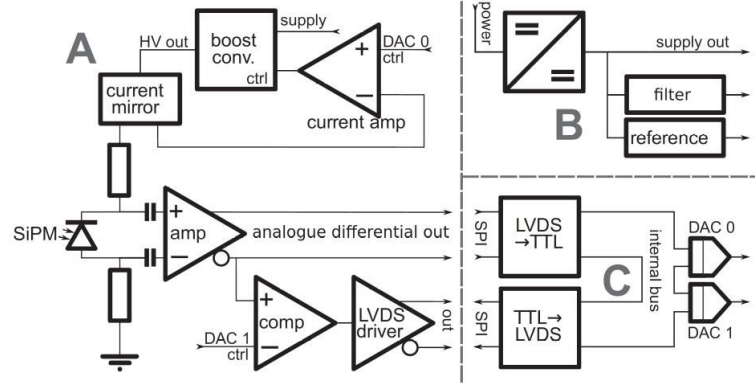 A
HV out
boost
conv.
ctrl
supply
DAC 0
ctrl
+
−
current
mirror
current amp
SiPM
+
amp
−
analogue differential out
+
comp
−
DAC 1
ctrl
LVDS
driver
out
power
=
=
supply out
filter
reference
B
SPI
LVDS
→TTL
SPI
TTL→
LVDS
C
internal bus
DAC 0
DAC 1